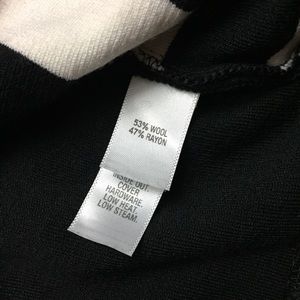 53% WOOL
47% RAYON
INSIDE OUT
COVER
HARDWARE.
LOW HEAT.
LOW STEAM.